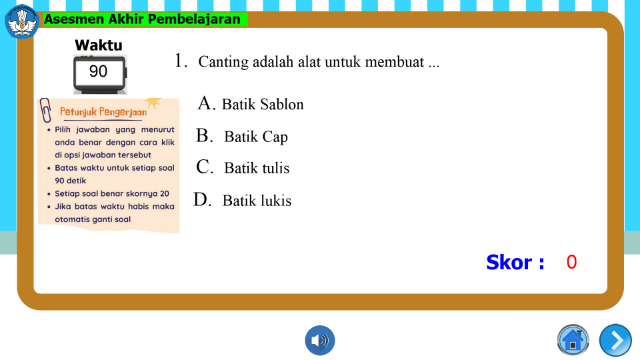 Asesmen Akhir Pembelajaran
Waktu
90
Petunjuk Pengerjaan
• Pilih jawaban yang menurut
anda benar dengan cara klik
di opsi jawaban tersebut
• Batas waktu untuk setiap soal
90 detik
• Setiap soal benar skornya 20
• Jika batas waktu habis maka
otomatis ganti soal
1. Canting adalah alat untuk membuat ...
A. Batik Sablon
B. Batik Cap
C. Batik tulis
D. Batik lukis
Skor : 0